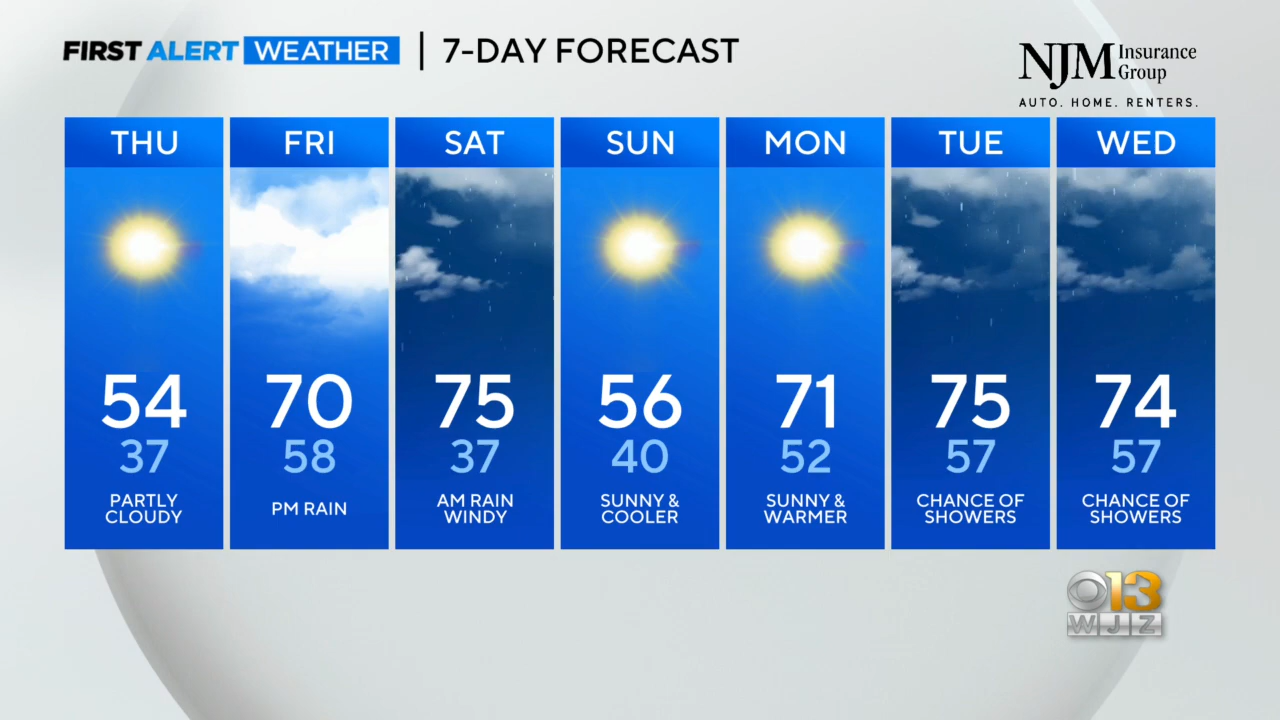 FIRST ALERT WEATHER | 7-DAY FORECAST
NJM Insurance
Group
AUTO. HOME. RENTERS.
THU FRI SAT SUN MON TUE WED
54 70 75 56 71 75 74
37 58 37 40 52 57 57
PARTLY
CLOUDY
PM RAIN
AM RAIN
WINDY
SUNNY &
COOLER
SUNNY &
WARMER
CHANCE OF
SHOWERS
CHANCE OF
SHOWERS
13
WJZ